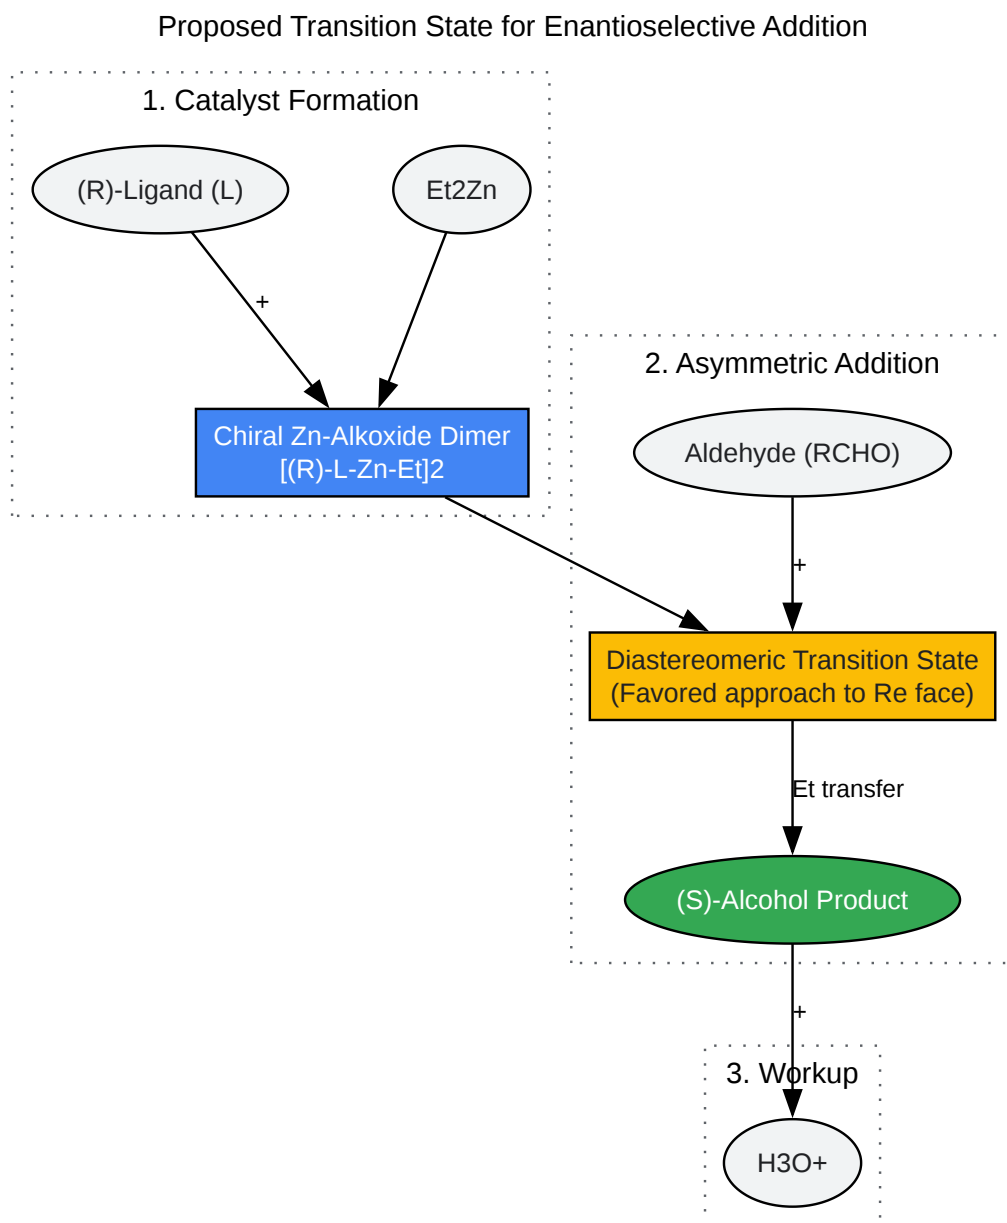 Proposed Transition State for Enantioselective Addition
1. Catalyst Formation
(R)-Ligand (L)
Et2Zn
+
Chiral Zn-Alkoxide Dimer
[(R)-L-Zn-Et]2
2. Asymmetric Addition
Aldehyde (RCHO)
+
Diastereomeric Transition State
(Favored approach to Re face)
Et transfer
(S)-Alcohol Product
+
3. Workup
H3O+